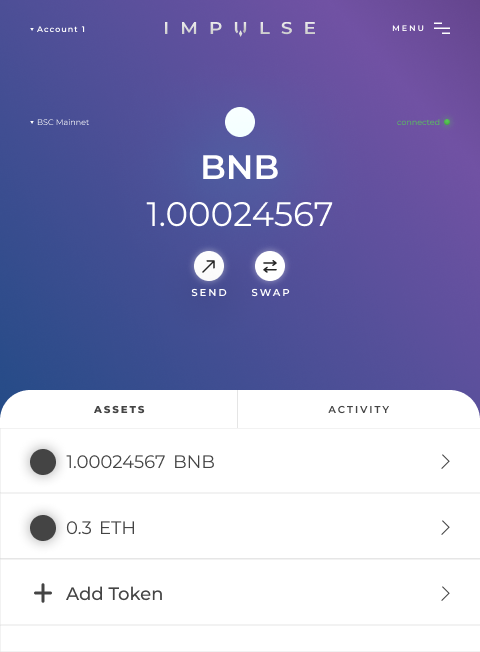 Account 1
IMPULSE
MENU
BSC Mainnet
connected
BNB
1.00024567
SEND
SWAP
ASSETS
ACTIVITY
1.00024567 BNB
0.3 ETH
Add Token